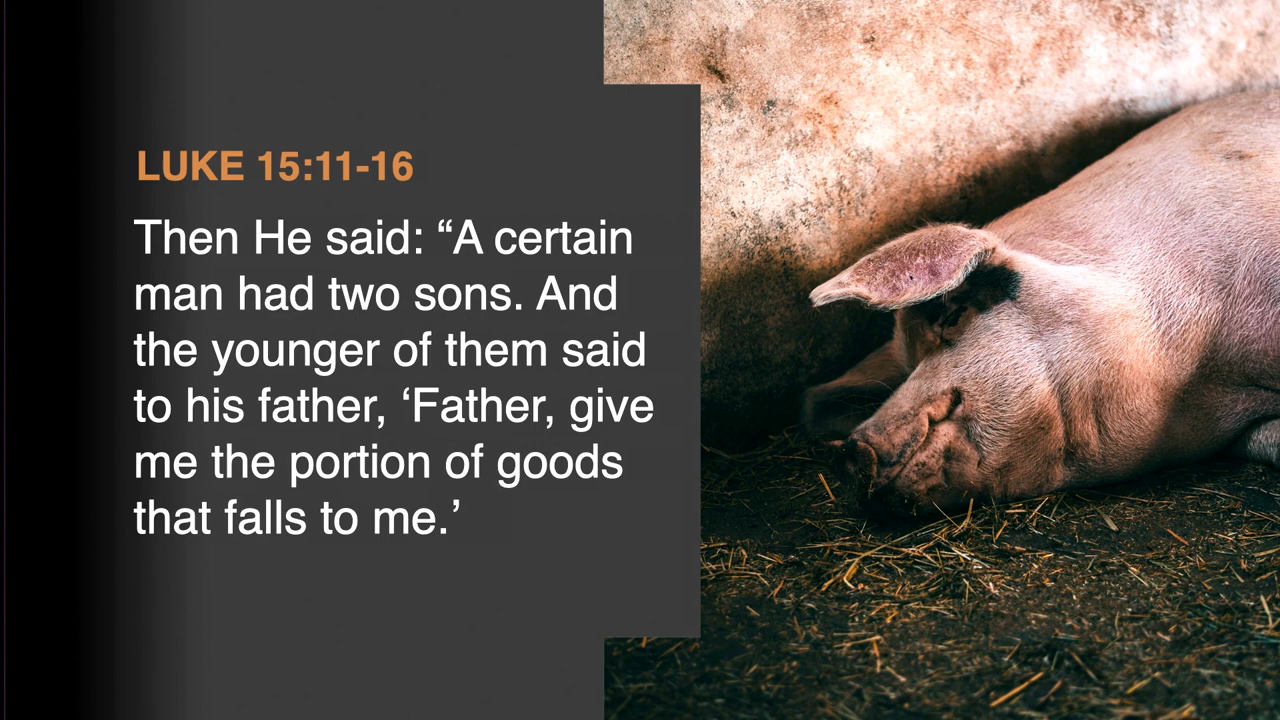 LUKE 15:11-16
Then He said: “A certain
man had two sons. And
the younger of them said
to his father, ‘Father, give
me the portion of goods
that falls to me.’